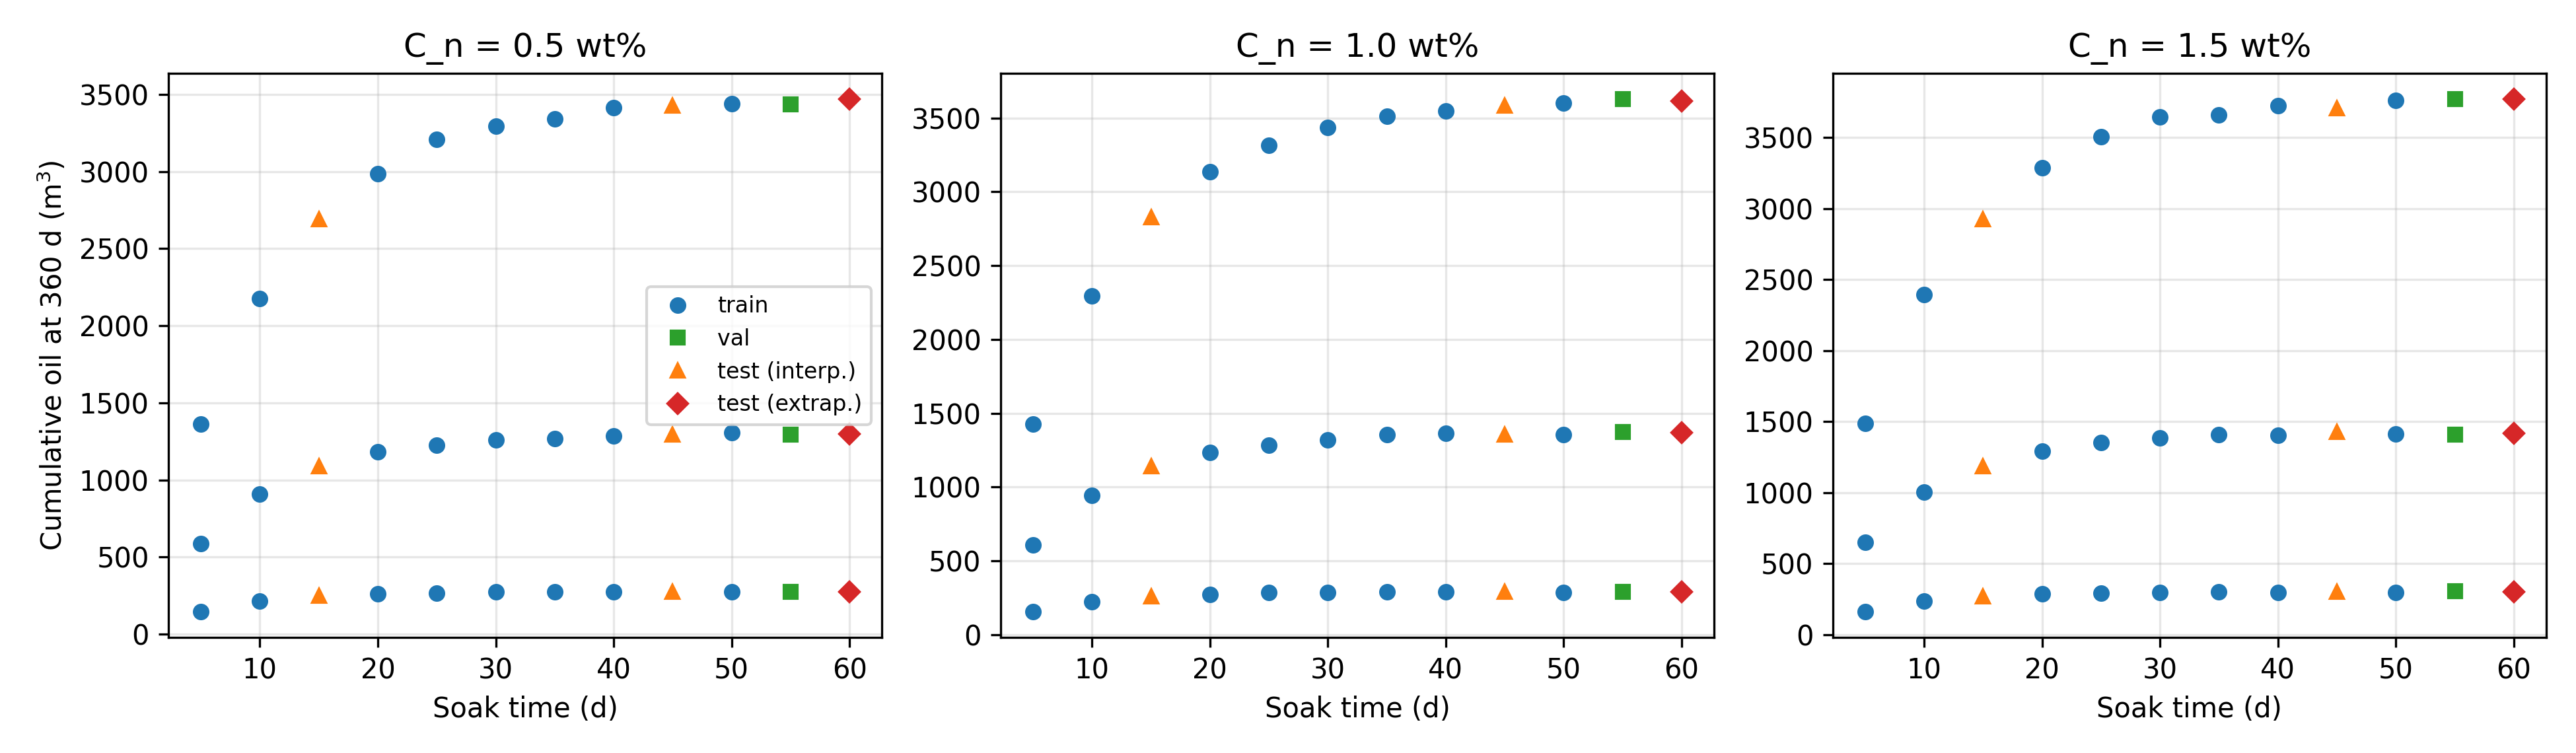 C_n = 0.5 wt%
C_n = 1.0 wt%
C_n = 1.5 wt%
Cumulative oil at 360 d (m³)
3500
3000
2500
2000
1500
1000
500
0
10 20 30 40 50 60
Soak time (d)
train
val
test (interp.)
test (extrap.)
3500
3000
2500
2000
1500
1000
500
0
10 20 30 40 50 60
Soak time (d)
3500
3000
2500
2000
1500
1000
500
0
10 20 30 40 50 60
Soak time (d)